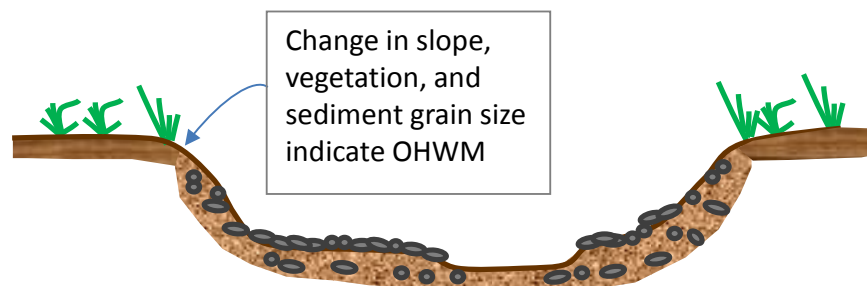 Change in slope,
vegetation, and
sediment grain size
indicate OHWM